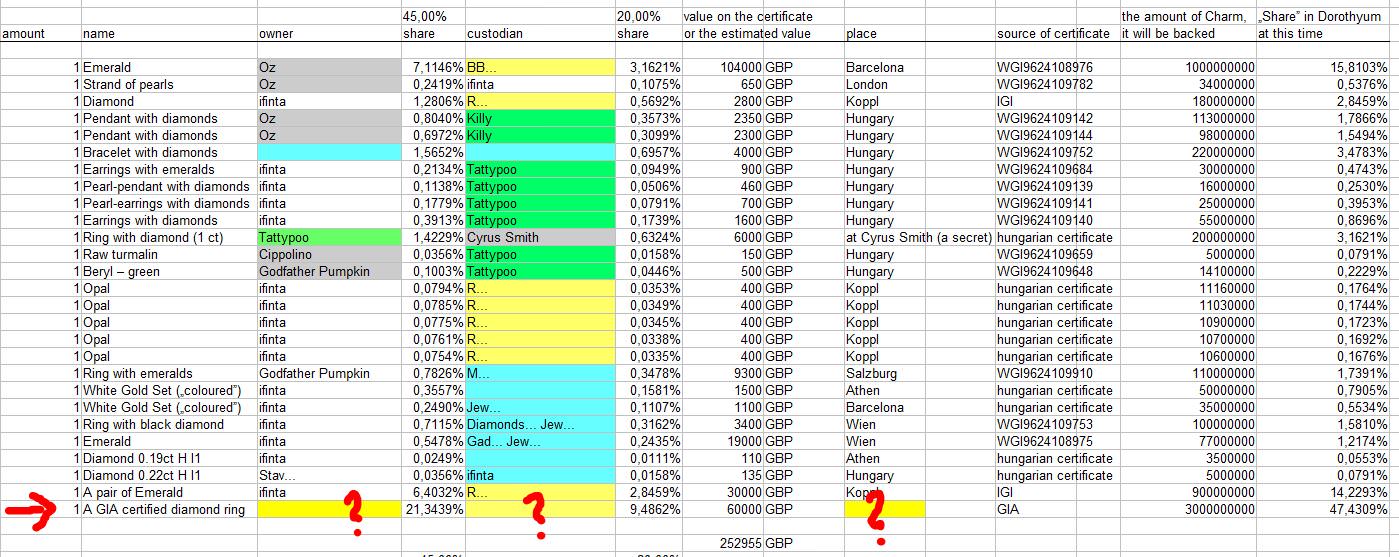 45,00% 20,00% value on the certificate the amount of Charm, „Share” in Dorothyum
amount name owner share custodian share or the estimated value place source of certificate it will be backed at this time
1 Emerald Oz 7,1146% BB... 3,1621% 104000 GBP Barcelona WGI9624108976 1000000000 15,8103%
1 Strand of pearls Oz 0,2419% ifinta 0,1075% 650 GBP London WGI9624109782 34000000 0,5376%
1 Diamond ifinta 1,2806% R... 0,5692% 2800 GBP Koppl IGI 180000000 2,8459%
1 Pendant with diamonds Oz 0,8040% Killy 0,3573% 2350 GBP Hungary WGI9624109142 113000000 1,7866%
1 Pendant with diamonds Oz 0,6972% Killy 0,3099% 2300 GBP Hungary WGI9624109144 98000000 1,5494%
1 Bracelet with diamonds 1,5652% 0,6957% 4000 GBP Hungary WGI9624109752 220000000 3,4783%
1 Earrings with emeralds ifinta 0,2134% Tattypoo 0,0949% 900 GBP Hungary WGI9624109684 30000000 0,4743%
1 Pearl-pendant with diamonds ifinta 0,1138% Tattypoo 0,0506% 460 GBP Hungary WGI9624109139 16000000 0,2530%
1 Pearl-earrings with diamonds ifinta 0,1779% Tattypoo 0,0791% 700 GBP Hungary WGI9624109141 25000000 0,3953%
1 Earrings with diamonds ifinta 0,3913% Tattypoo 0,1739% 1600 GBP Hungary WGI9624109140 55000000 0,8696%
1 Ring with diamond (1 ct) Tattypoo 1,4229% Cyrus Smith 0,6324% 6000 GBP at Cyrus Smith (a secret) hungarian certificate 200000000 3,1621%
1 Raw turmalin Cippolino 0,0356% Tattypoo 0,0158% 150 GBP Hungary WGI9624109659 5000000 0,0791%
1 Beryl – green Godfather Pumpkin 0,1003% Tattypoo 0,0446% 500 GBP Hungary WGI9624109648 14100000 0,2229%
1 Opal ifinta 0,0794% R... 0,0353% 400 GBP Koppl hungarian certificate 11160000 0,1764%
1 Opal ifinta 0,0785% R... 0,0349% 400 GBP Koppl hungarian certificate 11030000 0,1744%
1 Opal ifinta 0,0775% R... 0,0345% 400 GBP Koppl hungarian certificate 10900000 0,1723%
1 Opal ifinta 0,0761% R... 0,0338% 400 GBP Koppl hungarian certificate 10700000 0,1692%
1 Opal ifinta 0,0754% R... 0,0335% 400 GBP Koppl hungarian certificate 10600000 0,1676%
1 Ring with emeralds Godfather Pumpkin 0,7826% M... 0,3478% 9300 GBP Salzburg WGI9624109910 110000000 1,7391%
1 White Gold Set („coloured”) ifinta 0,3557% 0,1581% 1500 GBP Athen hungarian certificate 50000000 0,7905%
1 White Gold Set („coloured”) ifinta 0,2490% Jew... 0,1107% 1100 GBP Barcelona hungarian certificate 35000000 0,5534%
1 Ring with black diamond ifinta 0,7115% Diamonds... Jew... 0,3162% 3400 GBP Wien WGI9624109753 100000000 1,5810%
1 Emerald ifinta 0,5478% Gad... Jew... 0,2435% 19000 GBP Wien WGI9624108975 77000000 1,2174%
1 Diamond 0.19ct H I1 ifinta 0,0249% 0,0111% 110 GBP Athen hungarian certificate 3500000 0,0553%
1 Diamond 0.22ct H I1 Stav... 0,0356% ifinta 0,0158% 135 GBP Hungary hungarian certificate 5000000 0,0791%
1 A pair of Emerald ifinta 6,4032% R... 2,8459% 30000 GBP Koppl IGI 900000000 14,2293%
1 A GIA certified diamond ring ? 21,3439% ? 9,4862% 60000 GBP ? GIA 3000000000 47,4309%
252955 GBP